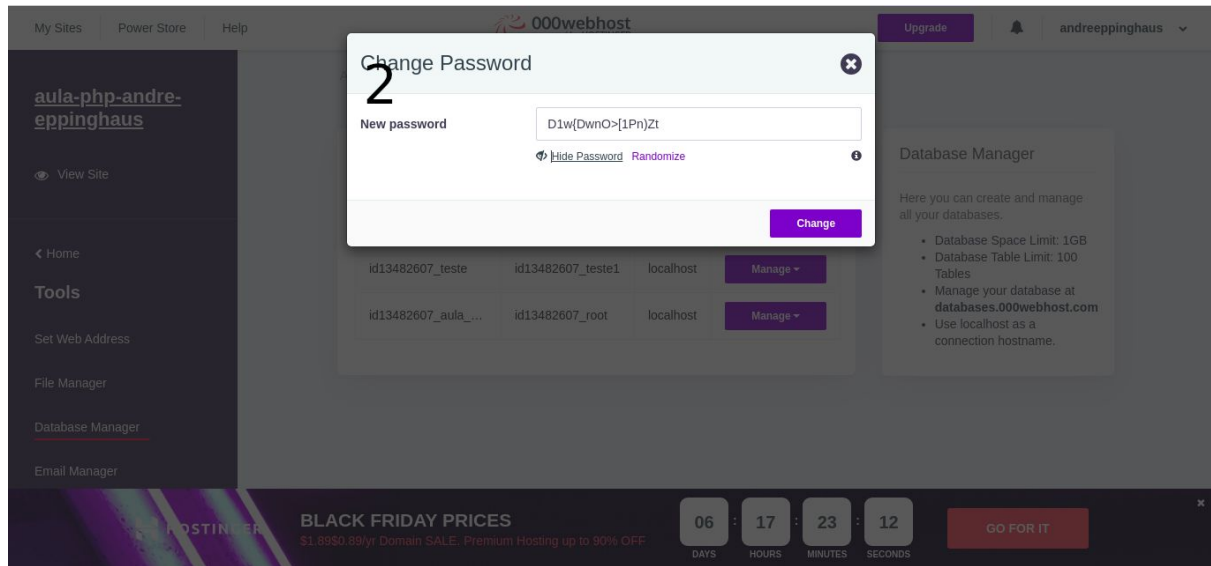 My Sites Power Store Help 000webhost Upgrade andreeppinghaus
Change Password
2
New password D1w{DwnO>[1Pn)Zt
Hide Password Randomize
Change
aula-php-andre-
eppinghaus
View Site
Home
Tools
Set Web Address
File Manager
Database Manager
Email Manager
id13482607_teste id13482607_teste1 localhost Manage
id13482607_aula_... id13482607_root localhost Manage
Database Manager
Here you can create and manage
all your databases.
• Database Space Limit: 1GB
• Database Table Limit: 100
Tables
• Manage your database at
databases.000webhost.com
• Use localhost as a
connection hostname.
HOSTINGER
BLACK FRIDAY PRICES
$1.89$0.89/yr Domain SALE. Premium Hosting up to 90% OFF
06 : 17 : 23 : 12
DAYS HOURS MINUTES SECONDS
GO FOR IT